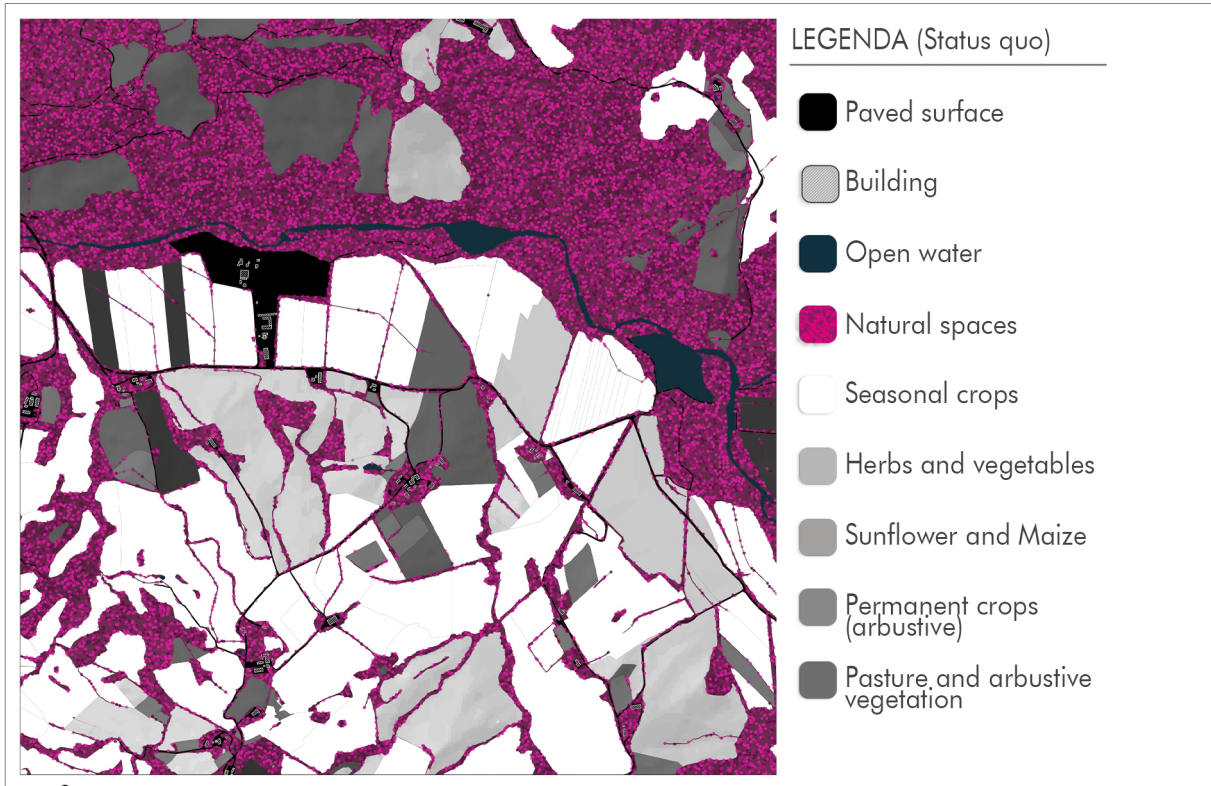 LEGENDA (Status quo)
Paved surface
Building
Open water
Natural spaces
Seasonal crops
Herbs and vegetables
Sunflower and Maize
Permanent crops
(arbustive)
Pasture and arbustive
vegetation